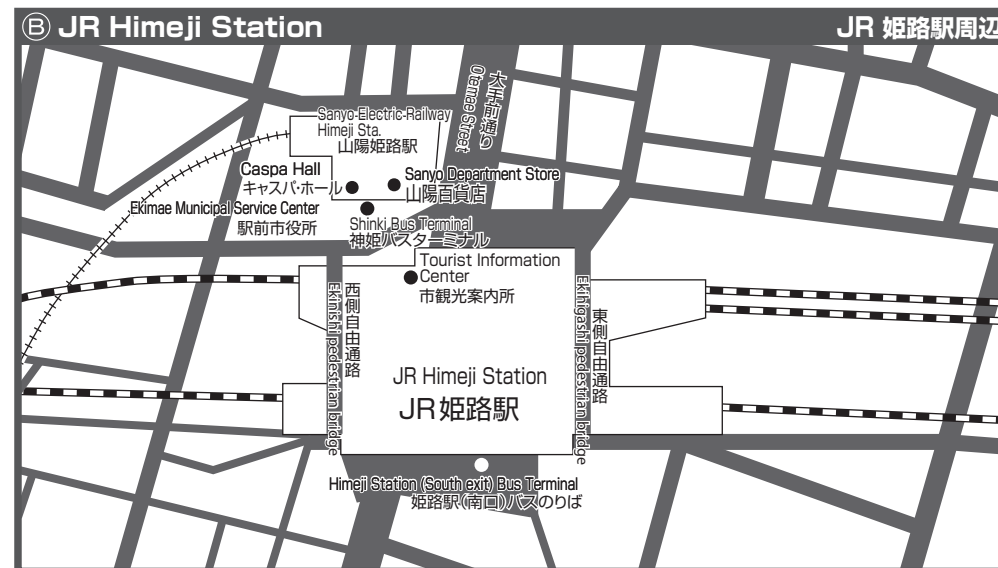 Ⓑ JR Himeji Station
JR 姫路駅周辺
大手前通り
Otemae Street
Sanyo-Electric-Railway
Himeji Sta.
山陽姫路駅
Caspa Hall
キャスパ・ホール
Sanyo Department Store
山陽百貨店
Ekimae Municipal Service Center
駅前市役所
Shinki Bus Terminal
神姫バスターミナル
Tourist Information
Center
市観光案内所
西側自由通路
Ekinishi pedestrian bridge
東側自由通路
Ekihigashi pedestrian bridge
JR Himeji Station
JR姫路駅
Himeji Station (South exit) Bus Terminal
姫路駅(南口)バスのりば